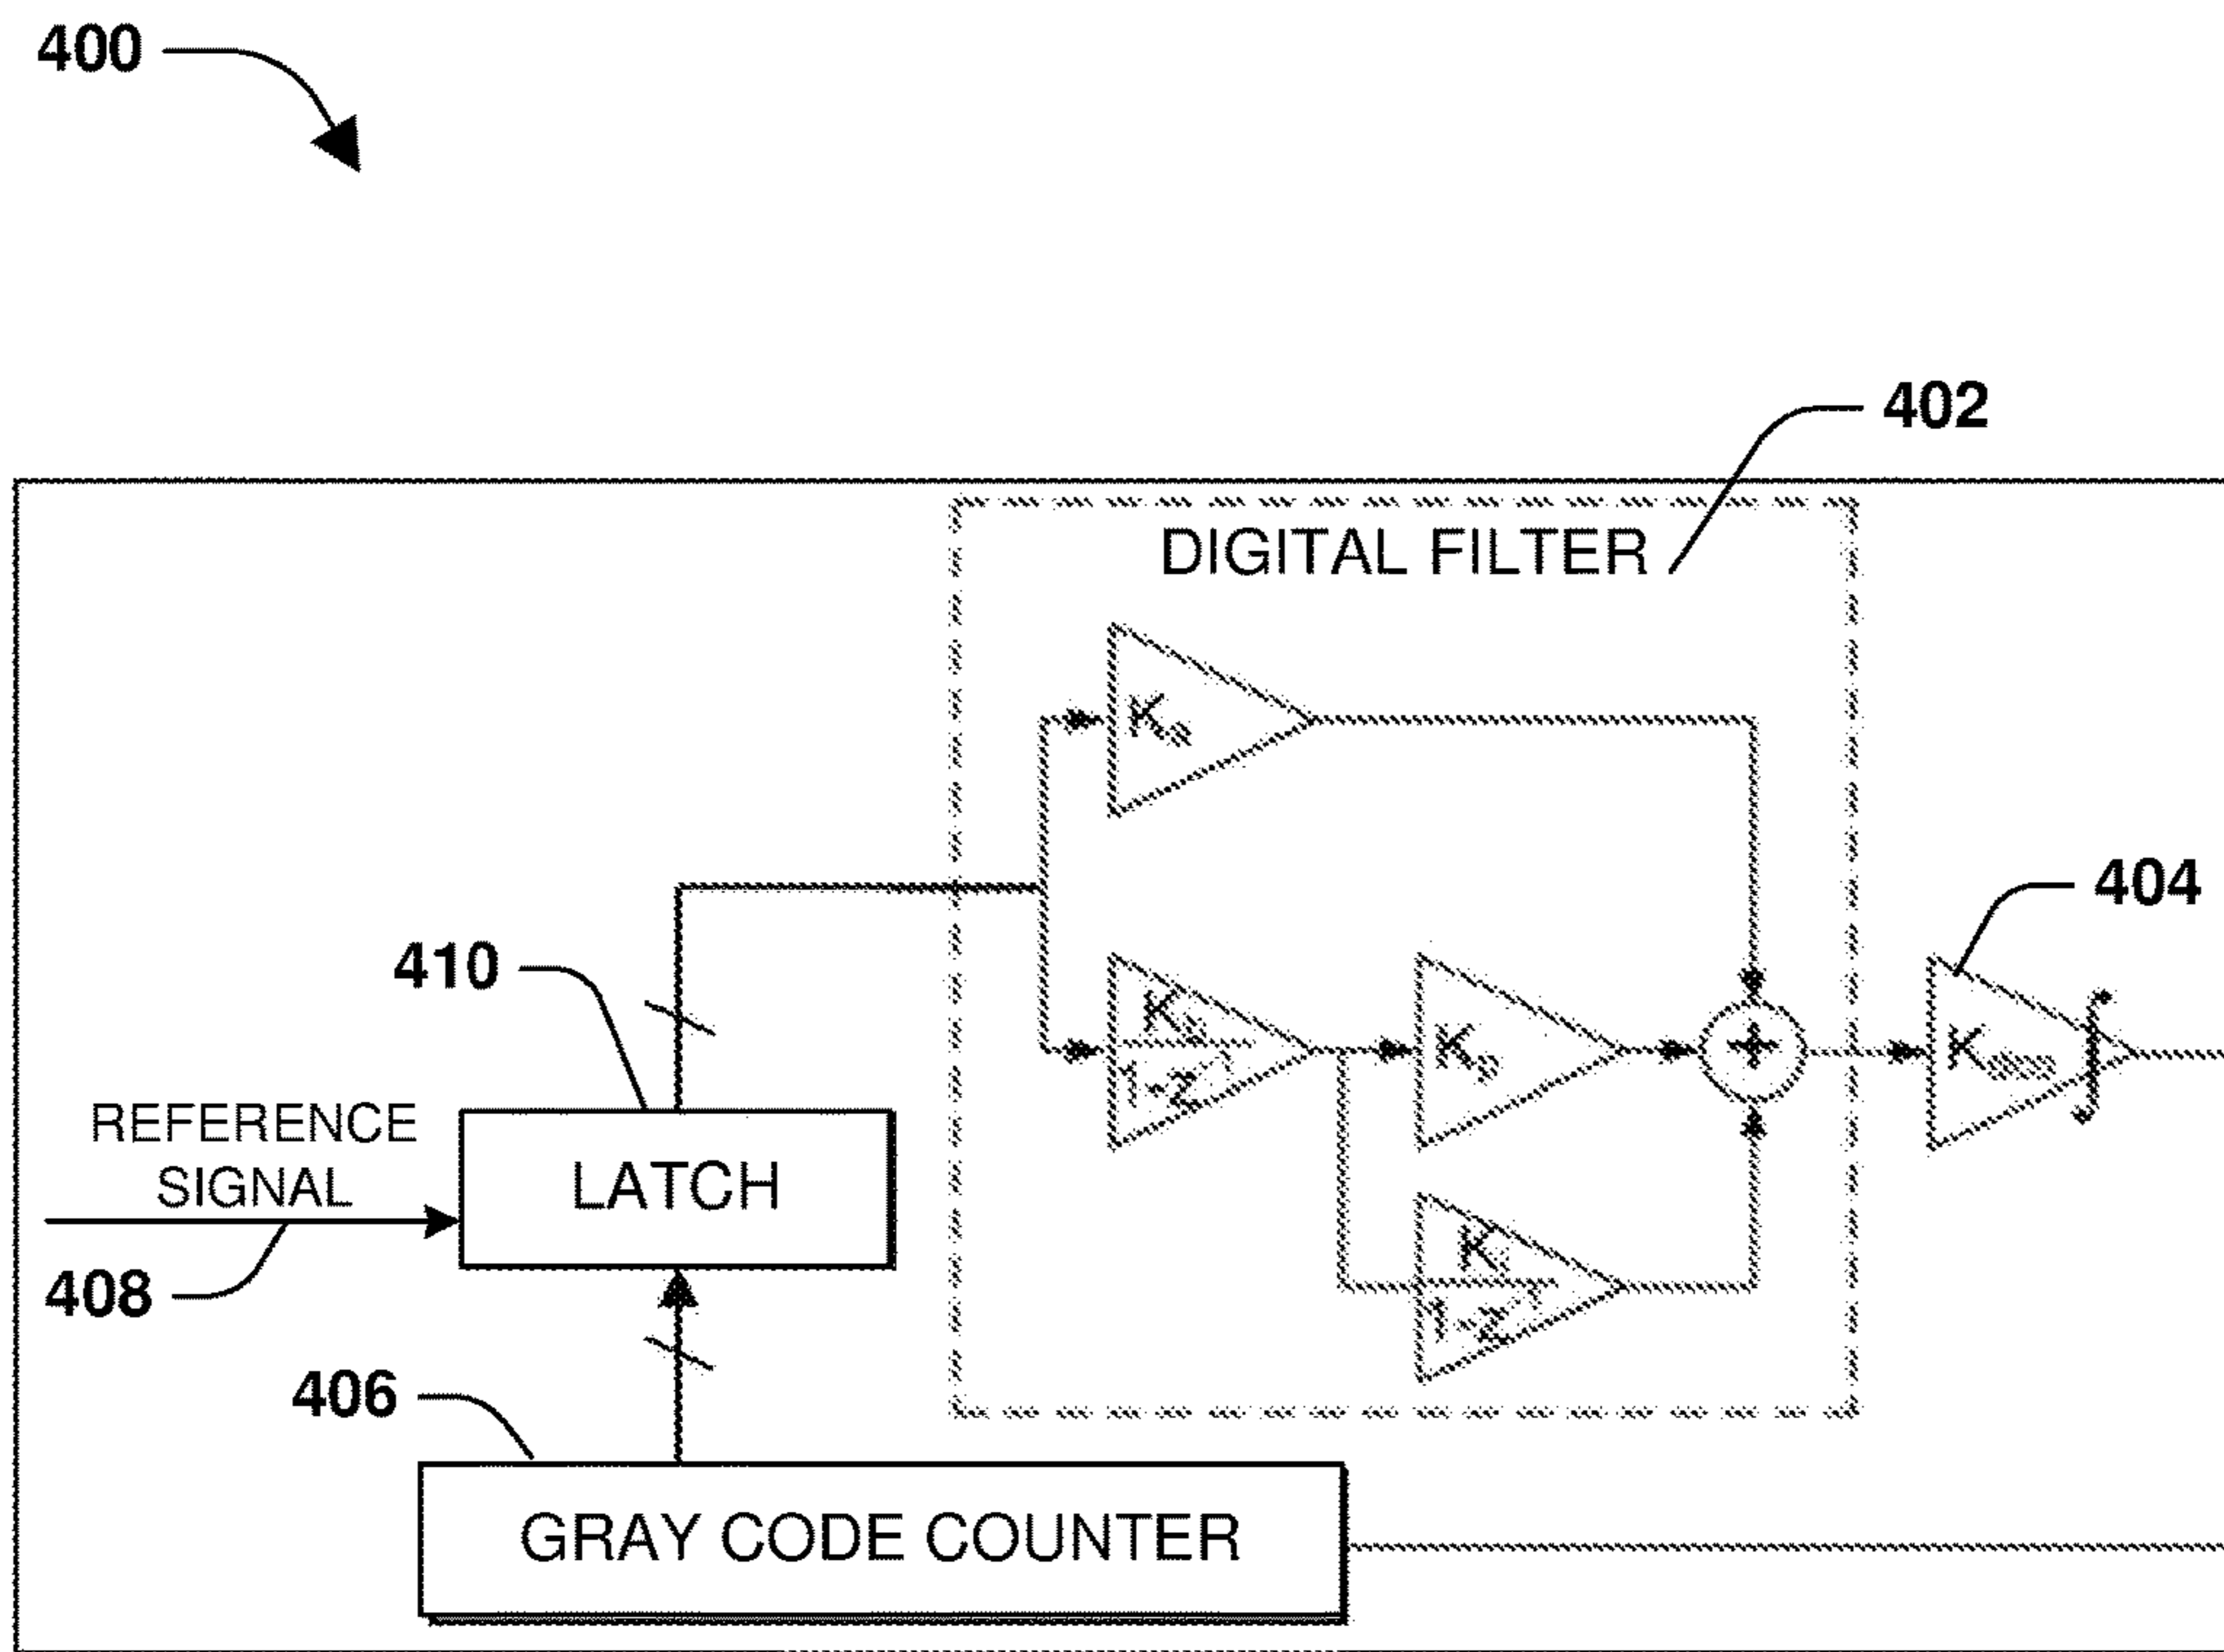 400
402
DIGITAL FILTER
404
410
+
REFERENCE
SIGNAL
LATCH
408
406
GRAY CODE COUNTER